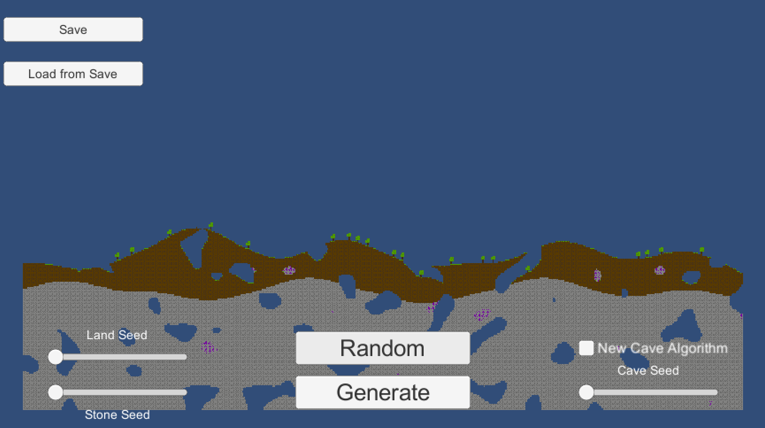 Save
Load from Save
Land Seed
Random
New Cave Algorithm
Cave Seed
Generate
Stone Seed